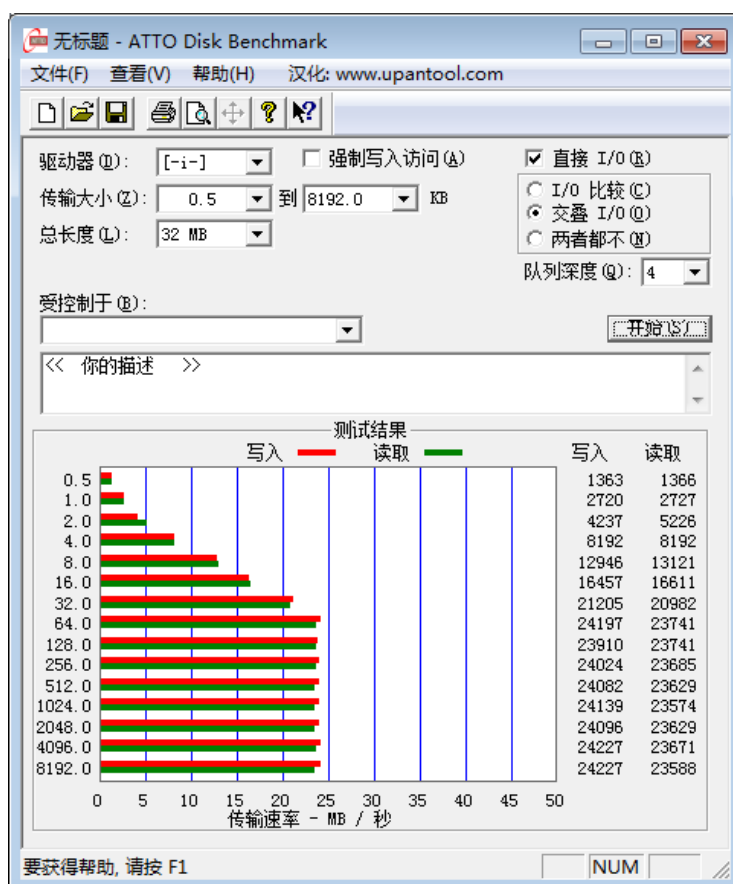 无标题 - ATTO Disk Benchmark
文件(F) 查看(V) 帮助(H) 汉化: www.upantool.com
驱动器(D): [-i-] 强制写入访问(A) 直接 I/O(R)
传输大小(Z): 0.5 到 8192.0 KB I/O 比较(C)
交叠 I/O(O)
总长度(L): 32 MB 两者都不(N)
队列深度(Q): 4
受控制于(B):
开始(S)
<< 你的描述 >>
测试结果
写入 读取 写入 读取
0.5 1363 1366
1.0 2720 2727
2.0 4237 5226
4.0 8192 8192
8.0 12946 13121
16.0 16457 16611
32.0 21205 20982
64.0 24197 23741
128.0 23910 23741
256.0 24024 23685
512.0 24082 23629
1024.0 24139 23574
2048.0 24096 23629
4096.0 24227 23671
8192.0 24227 23588
0 5 10 15 20 25 30 35 40 45 50
传输速率 - MB / 秒
要获得帮助, 请按 F1 NUM